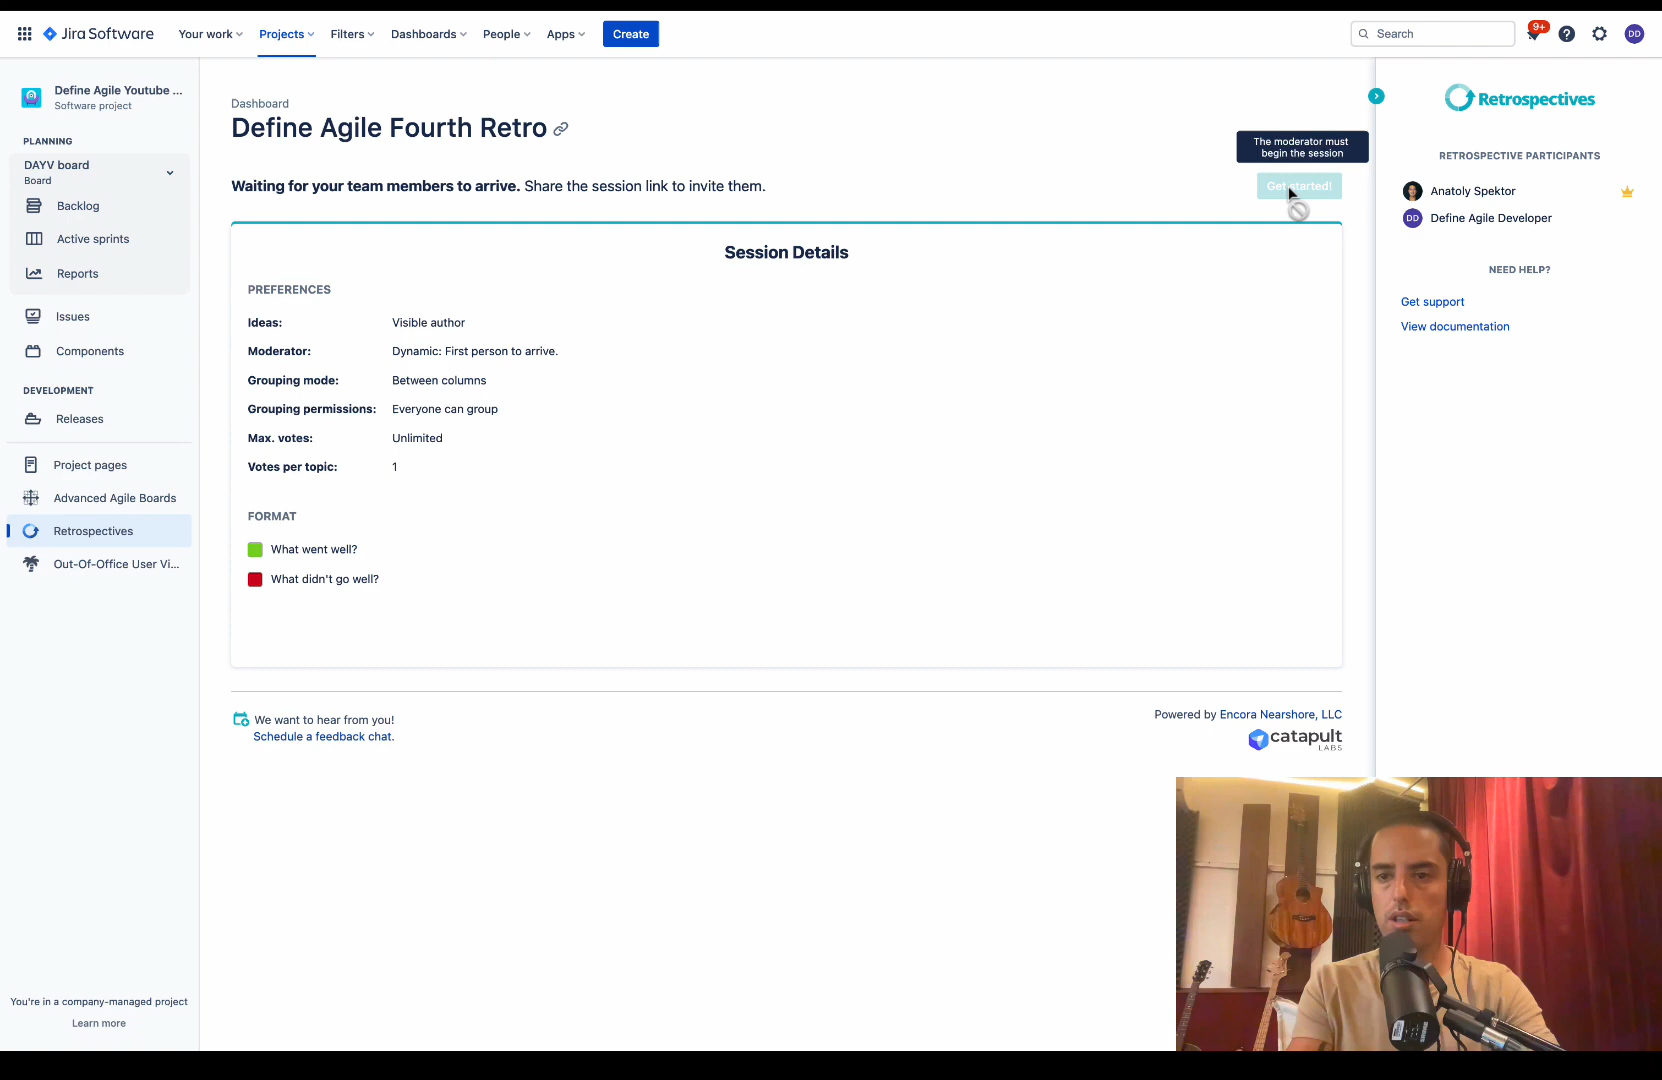 Jira Software
Your work
Projects
Filters
Dashboards
People
Apps
Create
Search
9+
DD
Define Agile Youtube ...
Software project
PLANNING
DAYV board
Board
Backlog
Active sprints
Reports
Issues
Components
DEVELOPMENT
Releases
Project pages
Advanced Agile Boards
Retrospectives
Out-Of-Office User Vi...
You're in a company-managed project
Learn more
Dashboard
Define Agile Fourth Retro
The moderator must
begin the session
Waiting for your team members to arrive. Share the session link to invite them.
Get started!
Session Details
PREFERENCES
Ideas: Visible author
Moderator: Dynamic: First person to arrive.
Grouping mode: Between columns
Grouping permissions: Everyone can group
Max. votes: Unlimited
Votes per topic: 1
FORMAT
What went well?
What didn't go well?
We want to hear from you!
Schedule a feedback chat.
Powered by Encora Nearshore, LLC
catapult
LABS
Retrospectives
RETROSPECTIVE PARTICIPANTS
Anatoly Spektor
DD Define Agile Developer
NEED HELP?
Get support
View documentation